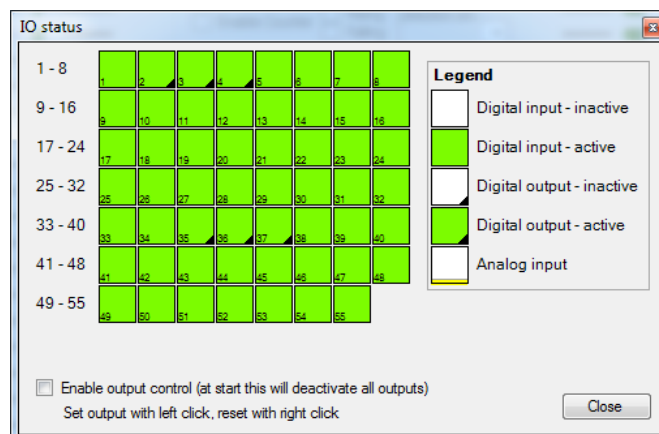 IO status
1 - 8
1 2 3 4 5 6 7 8
9 - 16
9 10 11 12 13 14 15 16
17 - 24
17 18 19 20 21 22 23 24
25 - 32
25 26 27 28 29 30 31 32
33 - 40
33 34 35 36 37 38 39 40
41 - 48
41 42 43 44 45 46 47 48
49 - 55
49 50 51 52 53 54 55
Legend
Digital input - inactive
Digital input - active
Digital output - inactive
Digital output - active
Analog input
Enable output control (at start this will deactivate all outputs)
Set output with left click, reset with right click
Close